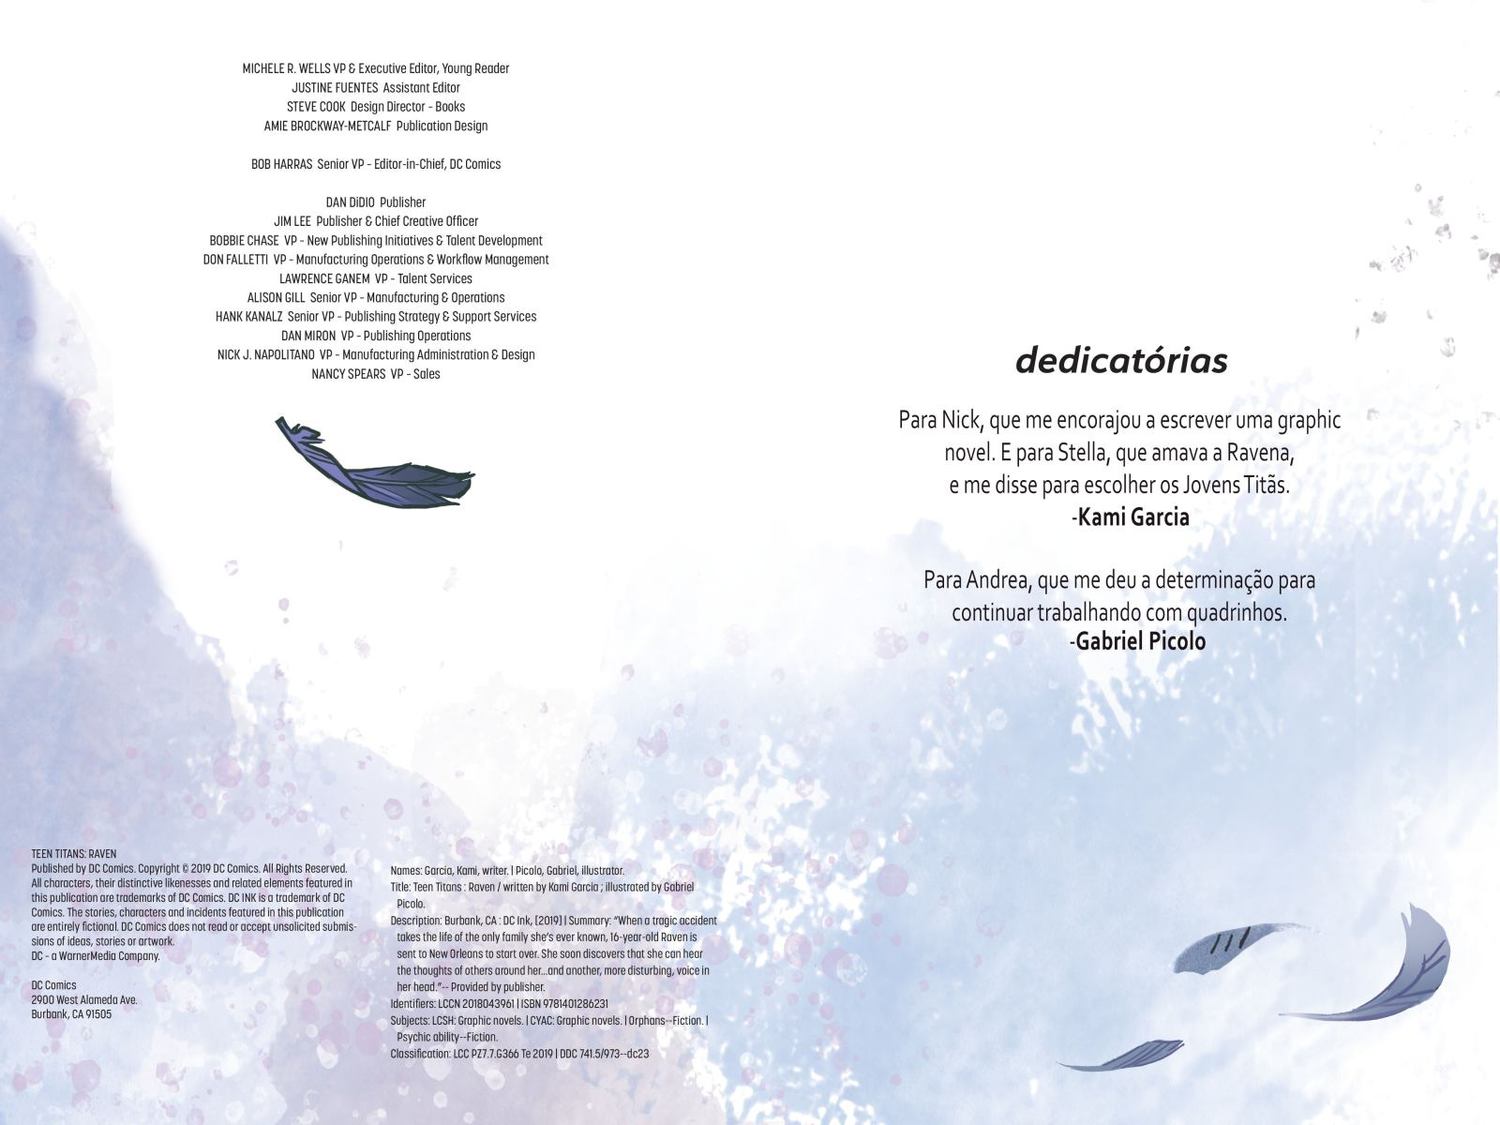 MICHELE R. WELLS VP & Executive Editor, Young Reader
JUSTINE FUENTES Assistant Editor
STEVE COOK Design Director - Books
AMIE BROCKWAY-METCALF Publication Design
BOB HARRAS Senior VP - Editor-in-Chief, DC Comics
DAN DiDIO Publisher
JIM LEE Publisher & Chief Creative Officer
BOBBIE CHASE VP - New Publishing Initiatives & Talent Development
DON FALLETTI VP - Manufacturing Operations & Workflow Management
LAWRENCE GANEM VP - Talent Services
ALISON GILL Senior VP - Manufacturing & Operations
HANK KANALZ Senior VP - Publishing Strategy & Support Services
DAN MIRON VP - Publishing Operations
NICK J. NAPOLITANO VP - Manufacturing Administration & Design
NANCY SPEARS VP - Sales
TEEN TITANS: RAVEN
Published by DC Comics. Copyright © 2019 DC Comics. All Rights Reserved.
All characters, their distinctive likenesses and related elements featured in
this publication are trademarks of DC Comics. DC INK is a trademark of DC
Comics. The stories, characters and incidents featured in this publication
are entirely fictional. DC Comics does not read or accept unsolicited submis-
sions of ideas, stories or artwork.
DC - a WarnerMedia Company.
DC Comics
2900 West Alameda Ave.
Burbank, CA 91505
Names: Garcia, Kami, writer. | Picolo, Gabriel, illustrator.
Title: Teen Titans : Raven / written by Kami Garcia ; illustrated by Gabriel
Picolo.
Description: Burbank, CA : DC Ink, [2019] | Summary: “When a tragic accident
takes the life of the only family she's ever known, 16-year-old Raven is
sent to New Orleans to start over. She soon discovers that she can hear
the thoughts of others around her...and another, more disturbing, voice in
her head.”-- Provided by publisher.
Identifiers: LCCN 2018043961 | ISBN 9781401286231
Subjects: LCSH: Graphic novels. | CYAC: Graphic novels. | Orphans--Fiction. |
Psychic ability--Fiction.
Classification: LCC PZ7.7.G366 Te 2019 | DDC 741.5/973--dc23
dedicatórias
Para Nick, que me encorajou a escrever uma graphic
novel. E para Stella, que amava a Ravena,
e me disse para escolher os Jovens Titãs.
-Kami Garcia
Para Andrea, que me deu a determinação para
continuar trabalhando com quadrinhos.
-Gabriel Picolo